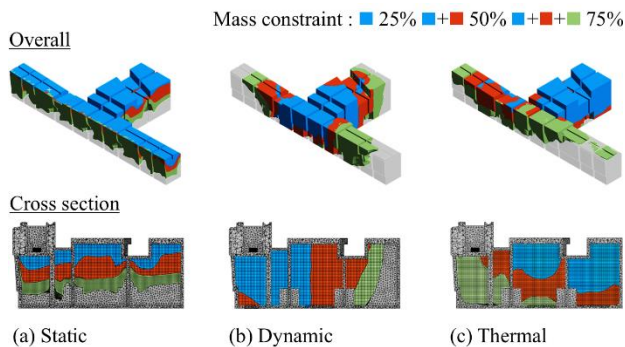 Mass constraint : 25% + 50% + + 75%
Overall
Cross section
(a) Static (b) Dynamic (c) Thermal